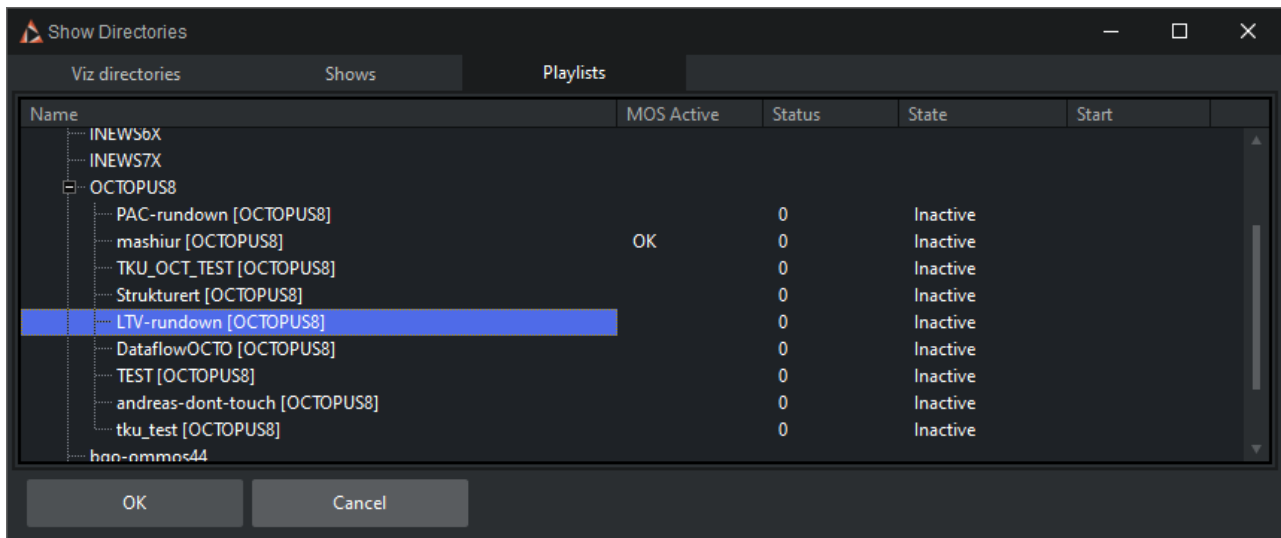 Show Directories
Viz directories Shows Playlists
Name MOS Active Status State Start
INEWS6X
INEWS7X
OCTOPUS8
PAC-rundown [OCTOPUS8] 0 Inactive
mashiur [OCTOPUS8] OK 0 Inactive
TKU_OCT_TEST [OCTOPUS8] 0 Inactive
Strukturert [OCTOPUS8] 0 Inactive
LTV-rundown [OCTOPUS8] 0 Inactive
DataflowOCTO [OCTOPUS8] 0 Inactive
TEST [OCTOPUS8] 0 Inactive
andreas-dont-touch [OCTOPUS8] 0 Inactive
tku_test [OCTOPUS8] 0 Inactive
bgo-ommos44
OK Cancel